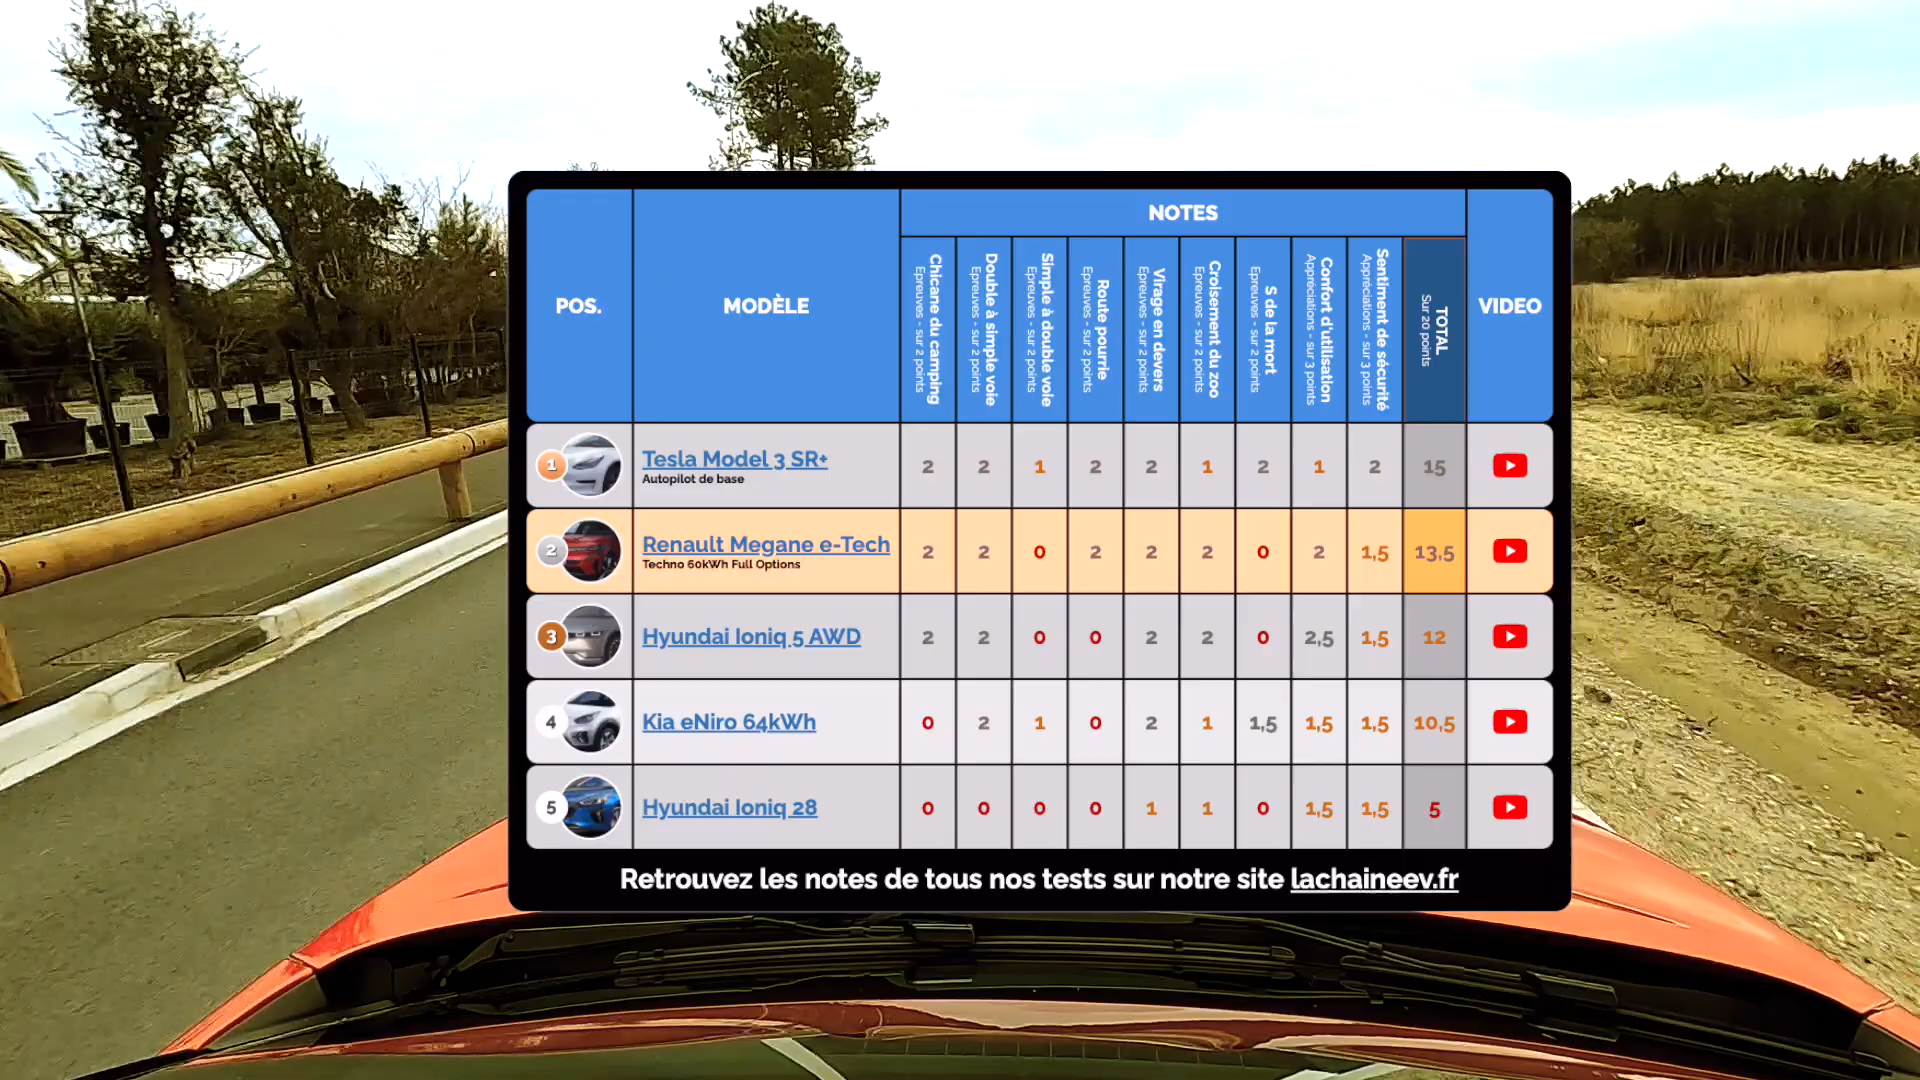 NOTES
POS.
MODÈLE
Chicane du camping
Epreuves - sur 2 points
Double à simple voie
Epreuves - sur 2 points
Simple à double voie
Epreuves - sur 2 points
Route pourrie
Epreuves - sur 2 points
Virage en devers
Epreuves - sur 2 points
Croisement du zoo
Epreuves - sur 2 points
S de la mort
Epreuves - sur 2 points
Confort d'utilisation
Appréciations - sur 3 points
Sentiment de sécurité
Appréciations - sur 3 points
TOTAL
Sur 20 points
VIDEO
1 Tesla Model 3 SR+ 2 2 1 2 2 1 2 1 2 15
Autopilot de base
2 Renault Megane e-Tech 2 2 0 2 2 2 0 2 1,5 13,5
Techno 60kWh Full Options
3 Hyundai Ioniq 5 AWD 2 2 0 0 2 2 0 2,5 1,5 12
4 Kia eNiro 64kWh 0 2 1 0 2 1 1,5 1,5 1,5 10,5
5 Hyundai Ioniq 28 0 0 0 0 1 1 0 1,5 1,5 5
Retrouvez les notes de tous nos tests sur notre site lachaineev.fr